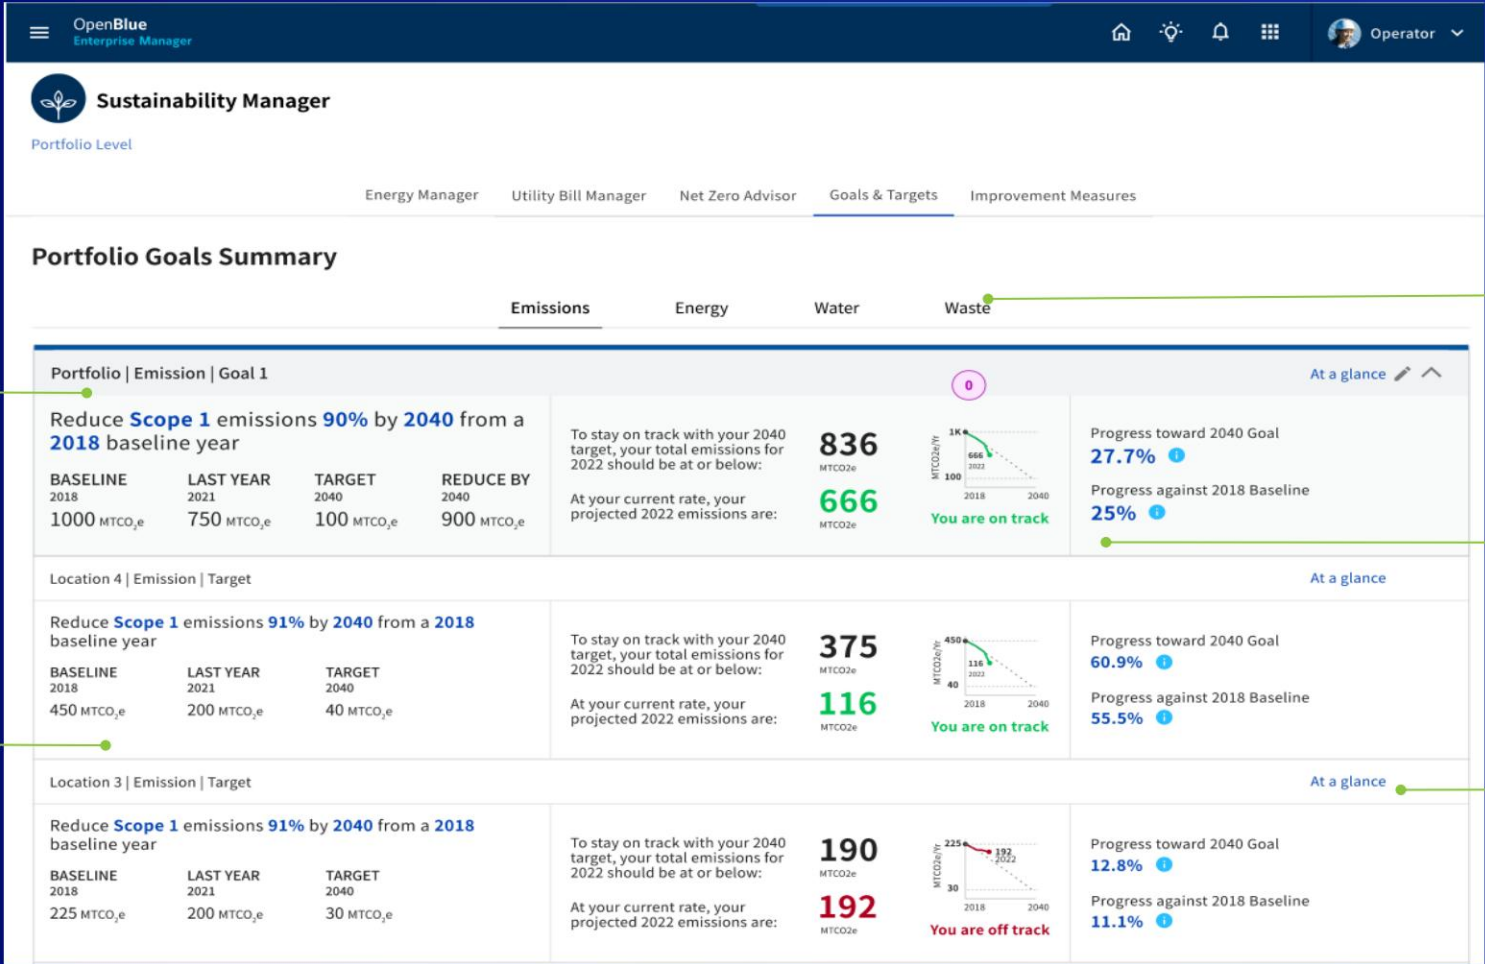 OpenBlue
Enterprise Manager
Operator
Sustainability Manager
Portfolio Level
Energy Manager Utility Bill Manager Net Zero Advisor Goals & Targets Improvement Measures
Portfolio Goals Summary
Emissions Energy Water Waste
Portfolio | Emission | Goal 1
0
At a glance
Reduce Scope 1 emissions 90% by 2040 from a
2018 baseline year
BASELINE LAST YEAR TARGET REDUCE BY
2018 2021 2040 2040
1000 MTCO₂e 750 MTCO₂e 100 MTCO₂e 900 MTCO₂e
To stay on track with your 2040
target, your total emissions for
2022 should be at or below:
836
MTCO2e
At your current rate, your
projected 2022 emissions are:
666
MTCO2e
MTCO2e/Yr
1K
666
2022
100
2018 2040
You are on track
Progress toward 2040 Goal
27.7%
Progress against 2018 Baseline
25%
Location 4 | Emission | Target
At a glance
Reduce Scope 1 emissions 91% by 2040 from a 2018
baseline year
BASELINE LAST YEAR TARGET
2018 2021 2040
450 MTCO₂e 200 MTCO₂e 40 MTCO₂e
To stay on track with your 2040
target, your total emissions for
2022 should be at or below:
375
MTCO2e
At your current rate, your
projected 2022 emissions are:
116
MTCO2e
MTCO2e/Yr
450
116
2022
40
2018 2040
You are on track
Progress toward 2040 Goal
60.9%
Progress against 2018 Baseline
55.5%
Location 3 | Emission | Target
At a glance
Reduce Scope 1 emissions 91% by 2040 from a 2018
baseline year
BASELINE LAST YEAR TARGET
2018 2021 2040
225 MTCO₂e 200 MTCO₂e 30 MTCO₂e
To stay on track with your 2040
target, your total emissions for
2022 should be at or below:
190
MTCO2e
At your current rate, your
projected 2022 emissions are:
192
MTCO2e
MTCO2e/Yr
225
192
2022
30
2018 2040
You are off track
Progress toward 2040 Goal
12.8%
Progress against 2018 Baseline
11.1%